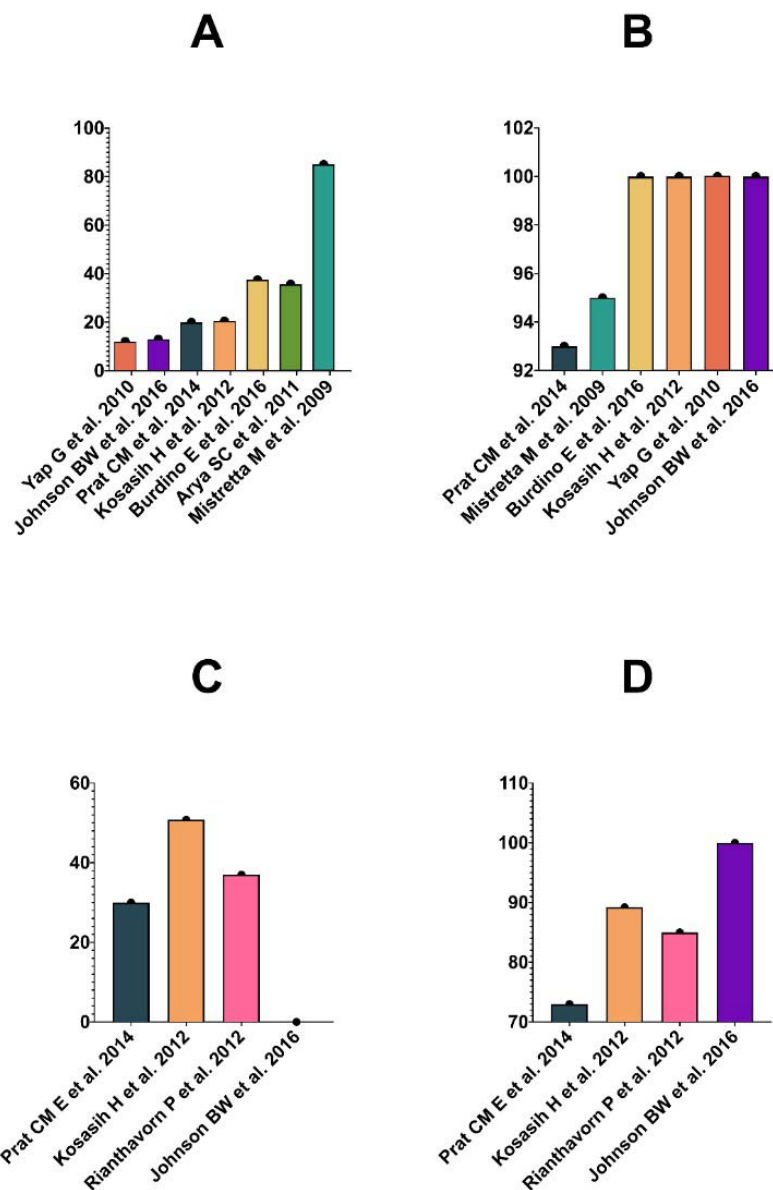 A
100
80
60
40
20
0
Yap G et al. 2010
Johnson BW et al. 2016
Prat CM et al. 2014
Kosasih H et al. 2012
Burdino E et al. 2016
Arya SC et al. 2011
Mistretta M et al. 2009
B
102
100
98
96
94
92
Prat CM et al. 2014
Mistretta M et al. 2009
Burdino E et al. 2016
Kosasih H et al. 2012
Yap G et al. 2010
Johnson BW et al. 2016
C
60
40
20
0
Prat CM E et al. 2014
Kosasih H et al. 2012
Rianthavorn P et al. 2012
Johnson BW et al. 2016
D
110
100
90
80
70
Prat CM E et al. 2014
Kosasih H et al. 2012
Rianthavorn P et al. 2012
Johnson BW et al. 2016